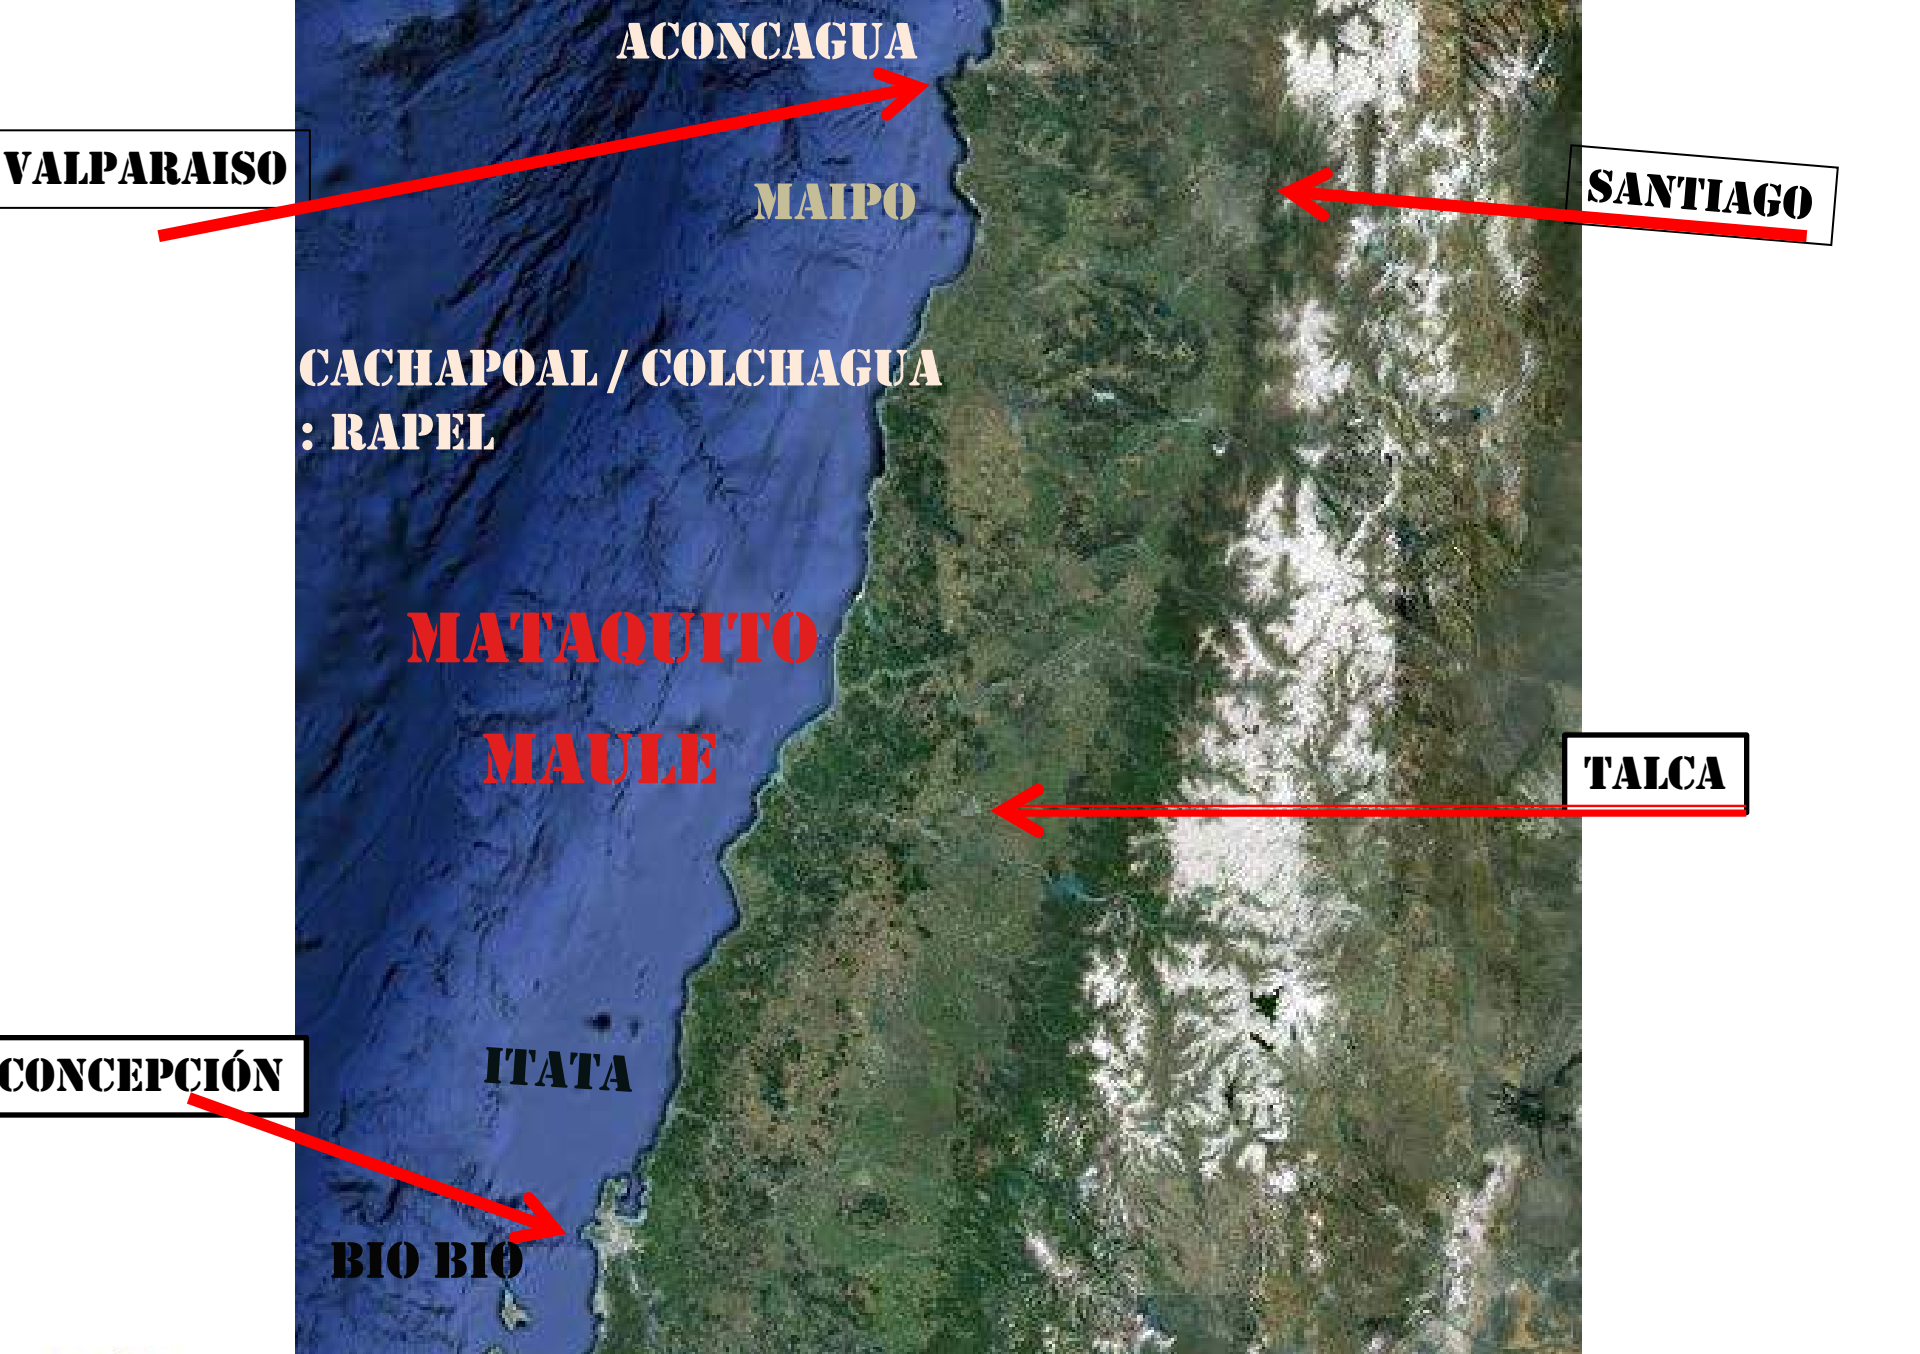 ACONCAGUA
VALPARAISO
SANTIAGO
MAIPO
CACHAPOAL / COLCHAGUA
: RAPEL
MATAQUITO
MAULE
TALCA
CONCEPCIÓN
ITATA
BIO BIO